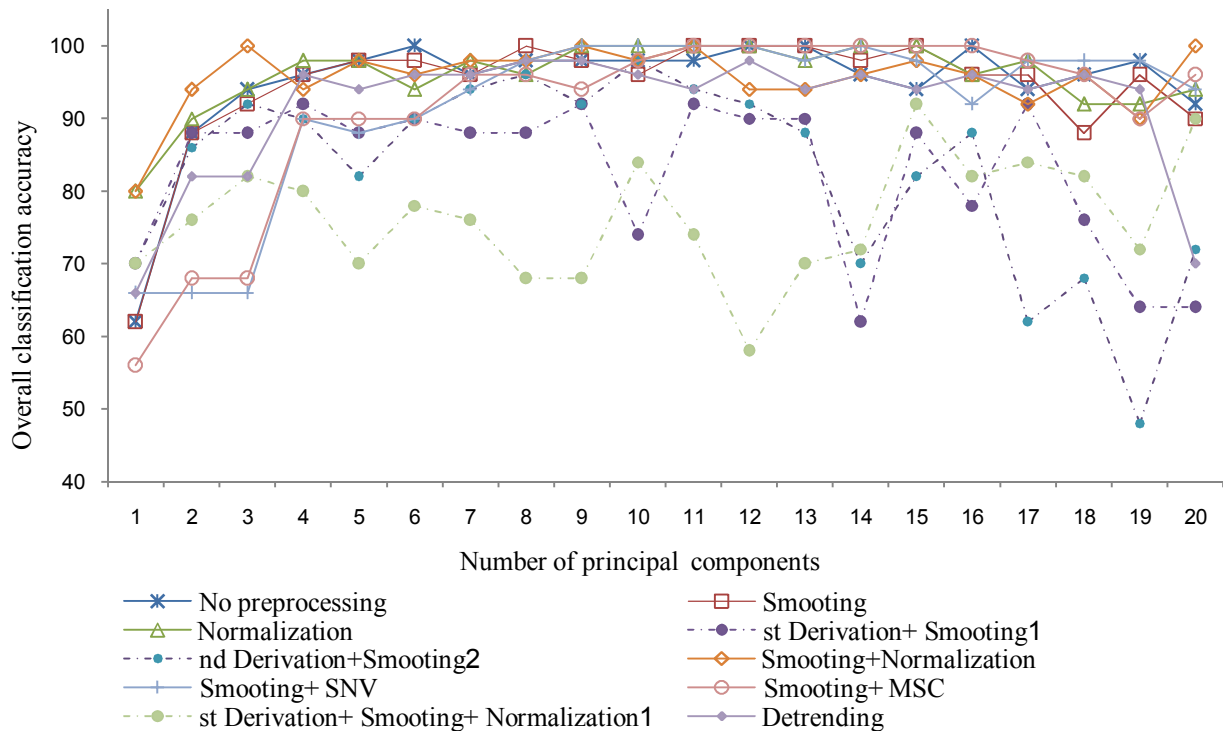 Overall classification accuracy
100
90
80
70
60
50
40
1 2 3 4 5 6 7 8 9 10 11 12 13 14 15 16 17 18 19 20
Number of principal components
No preprocessing
Smooting
Normalization
st Derivation+ Smooting1
nd Derivation+Smooting2
Smooting+Normalization
Smooting+ SNV
Smooting+ MSC
st Derivation+ Smooting+ Normalization1
Detrending